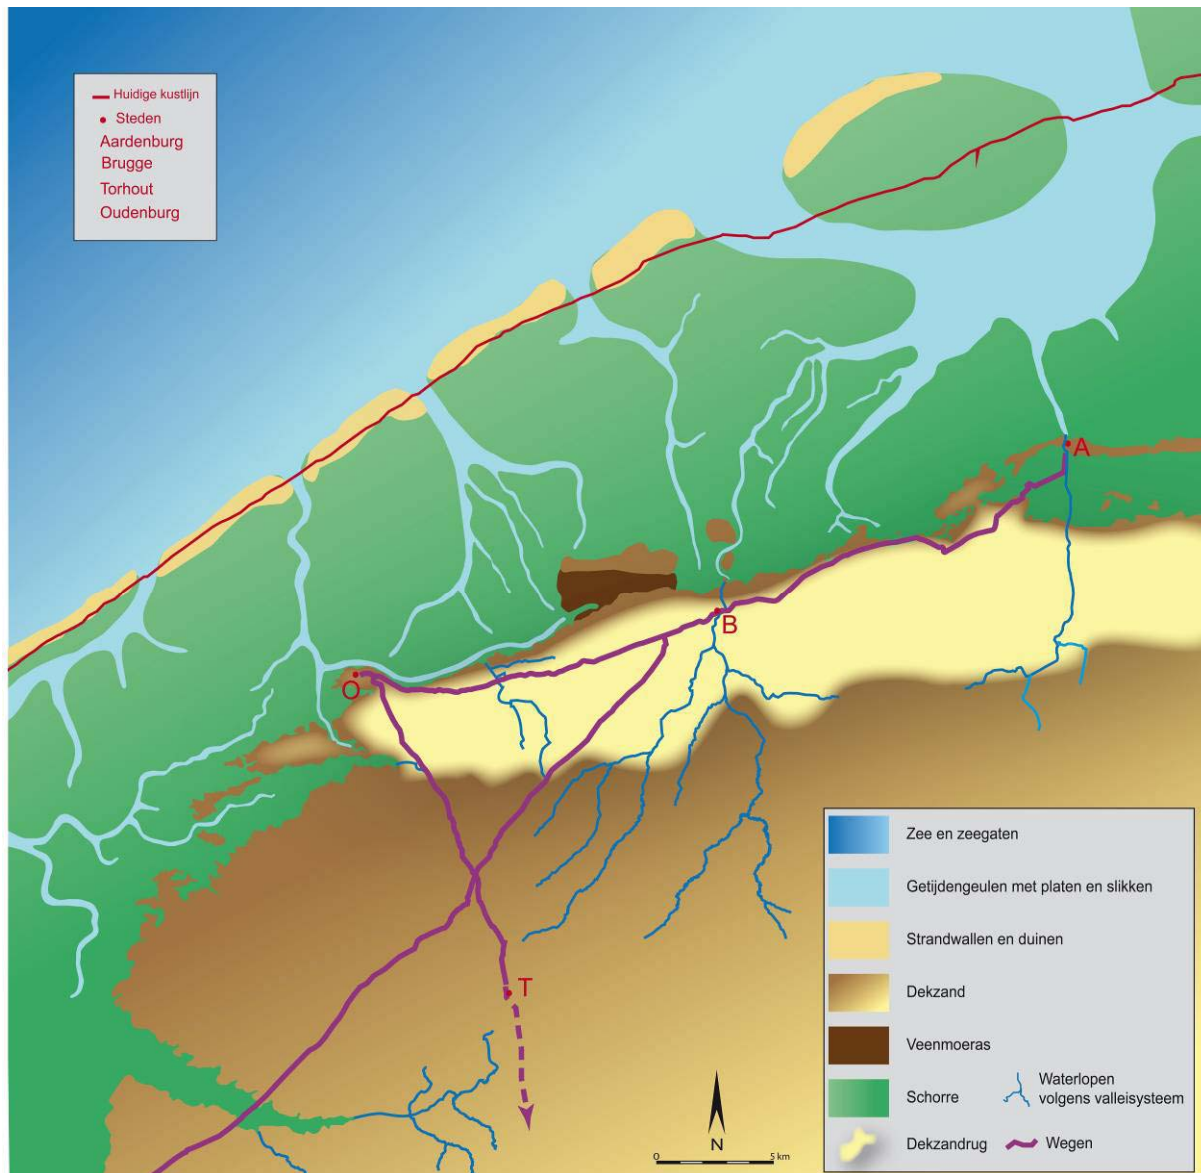 Huidige kustlijn
Steden
Aardenburg
Brugge
Torhout
Oudenburg
A
B
O
T
Zee en zeegaten
Getijdengeulen met platen en slikken
Strandwallen en duinen
Dekzand
Veenmoeras
Schorre
Waterlopen
volgens valleisysteem
Dekzandrug
Wegen
N
0 5 km